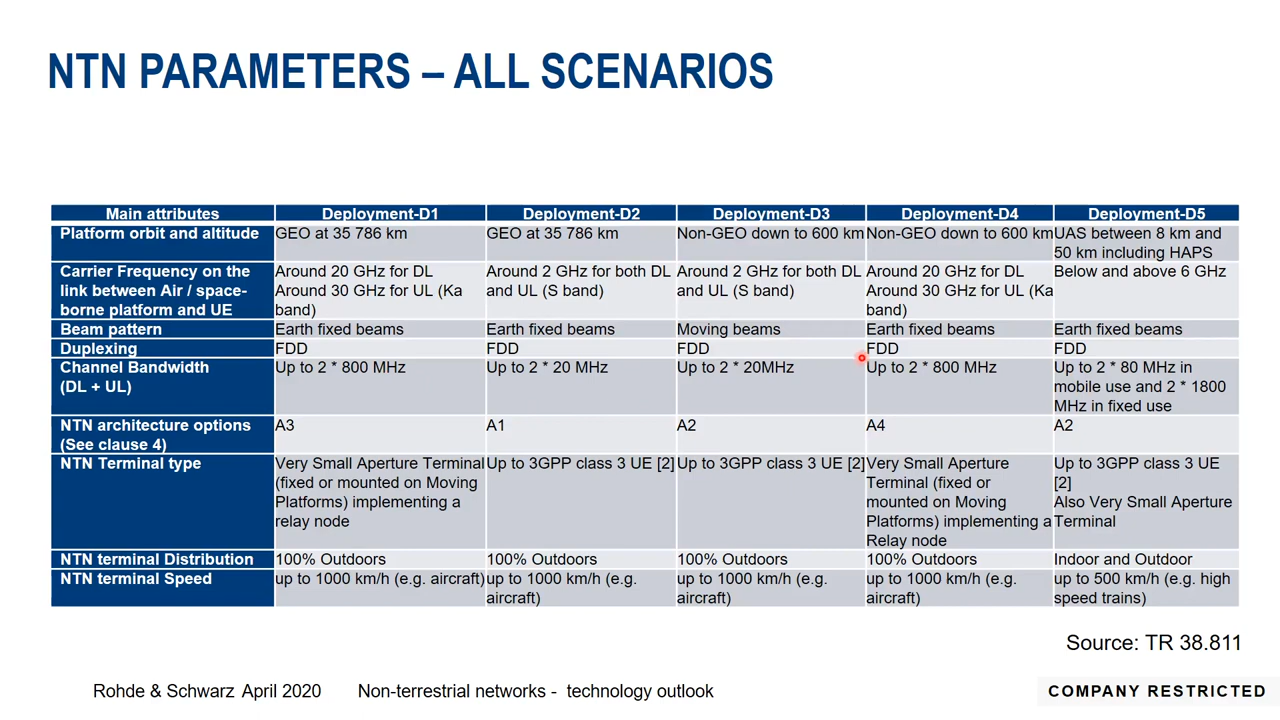 NTN PARAMETERS – ALL SCENARIOS
Main attributes Deployment-D1 Deployment-D2 Deployment-D3 Deployment-D4 Deployment-D5
Platform orbit and altitude
GEO at 35 786 km
GEO at 35 786 km
Non-GEO down to 600 km
Non-GEO down to 600 km
UAS between 8 km and
50 km including HAPS
Carrier Frequency on the
link between Air / space-
borne platform and UE
Around 20 GHz for DL
Around 30 GHz for UL (Ka
band)
Around 2 GHz for both DL
and UL (S band)
Around 2 GHz for both DL
and UL (S band)
Around 20 GHz for DL
Around 30 GHz for UL (Ka
band)
Below and above 6 GHz
Beam pattern
Earth fixed beams
Earth fixed beams
Moving beams
Earth fixed beams
Earth fixed beams
Duplexing
FDD
FDD
FDD
FDD
FDD
Channel Bandwidth
(DL + UL)
Up to 2 * 800 MHz
Up to 2 * 20 MHz
Up to 2 * 20MHz
Up to 2 * 800 MHz
Up to 2 * 80 MHz in
mobile use and 2 * 1800
MHz in fixed use
NTN architecture options
(See clause 4)
A3
A1
A2
A4
A2
NTN Terminal type
Very Small Aperture Terminal
(fixed or mounted on Moving
Platforms) implementing a
relay node
Up to 3GPP class 3 UE [2]
Up to 3GPP class 3 UE [2]
Very Small Aperture
Terminal (fixed or
mounted on Moving
Platforms) implementing a
Relay node
Up to 3GPP class 3 UE
[2]
Also Very Small Aperture
Terminal
NTN terminal Distribution
100% Outdoors
100% Outdoors
100% Outdoors
100% Outdoors
Indoor and Outdoor
NTN terminal Speed
up to 1000 km/h (e.g. aircraft)
up to 1000 km/h (e.g.
aircraft)
up to 1000 km/h (e.g.
aircraft)
up to 1000 km/h (e.g.
aircraft)
up to 500 km/h (e.g. high
speed trains)
Source: TR 38.811
Rohde & Schwarz April 2020 Non-terrestrial networks - technology outlook
COMPANY RESTRICTED